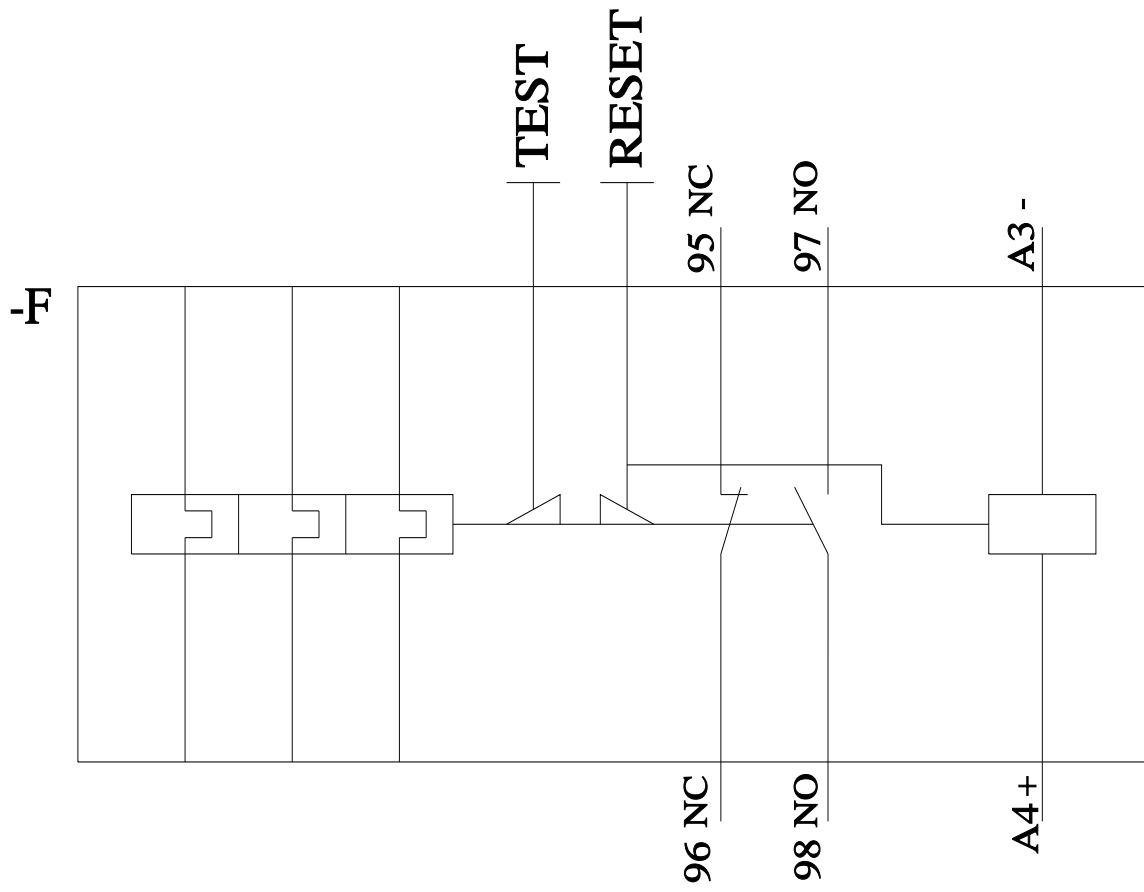 TEST
RESET
95 NC
97 NO
A3 -
-F
96 NC
98 NO
A4 +